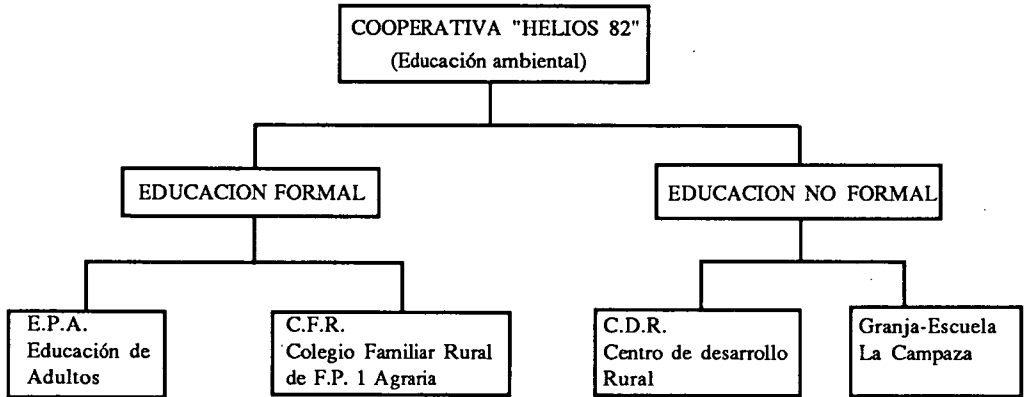 COOPERATIVA "HELIOS 82"
(Educación ambiental)
EDUCACION FORMAL
EDUCACION NO FORMAL
E.P.A.
Educación de
Adultos
C.F.R.
Colegio Familiar Rural
de F.P. 1 Agraria
C.D.R.
Centro de desarrollo
Rural
Granja-Escuela
La Campaza